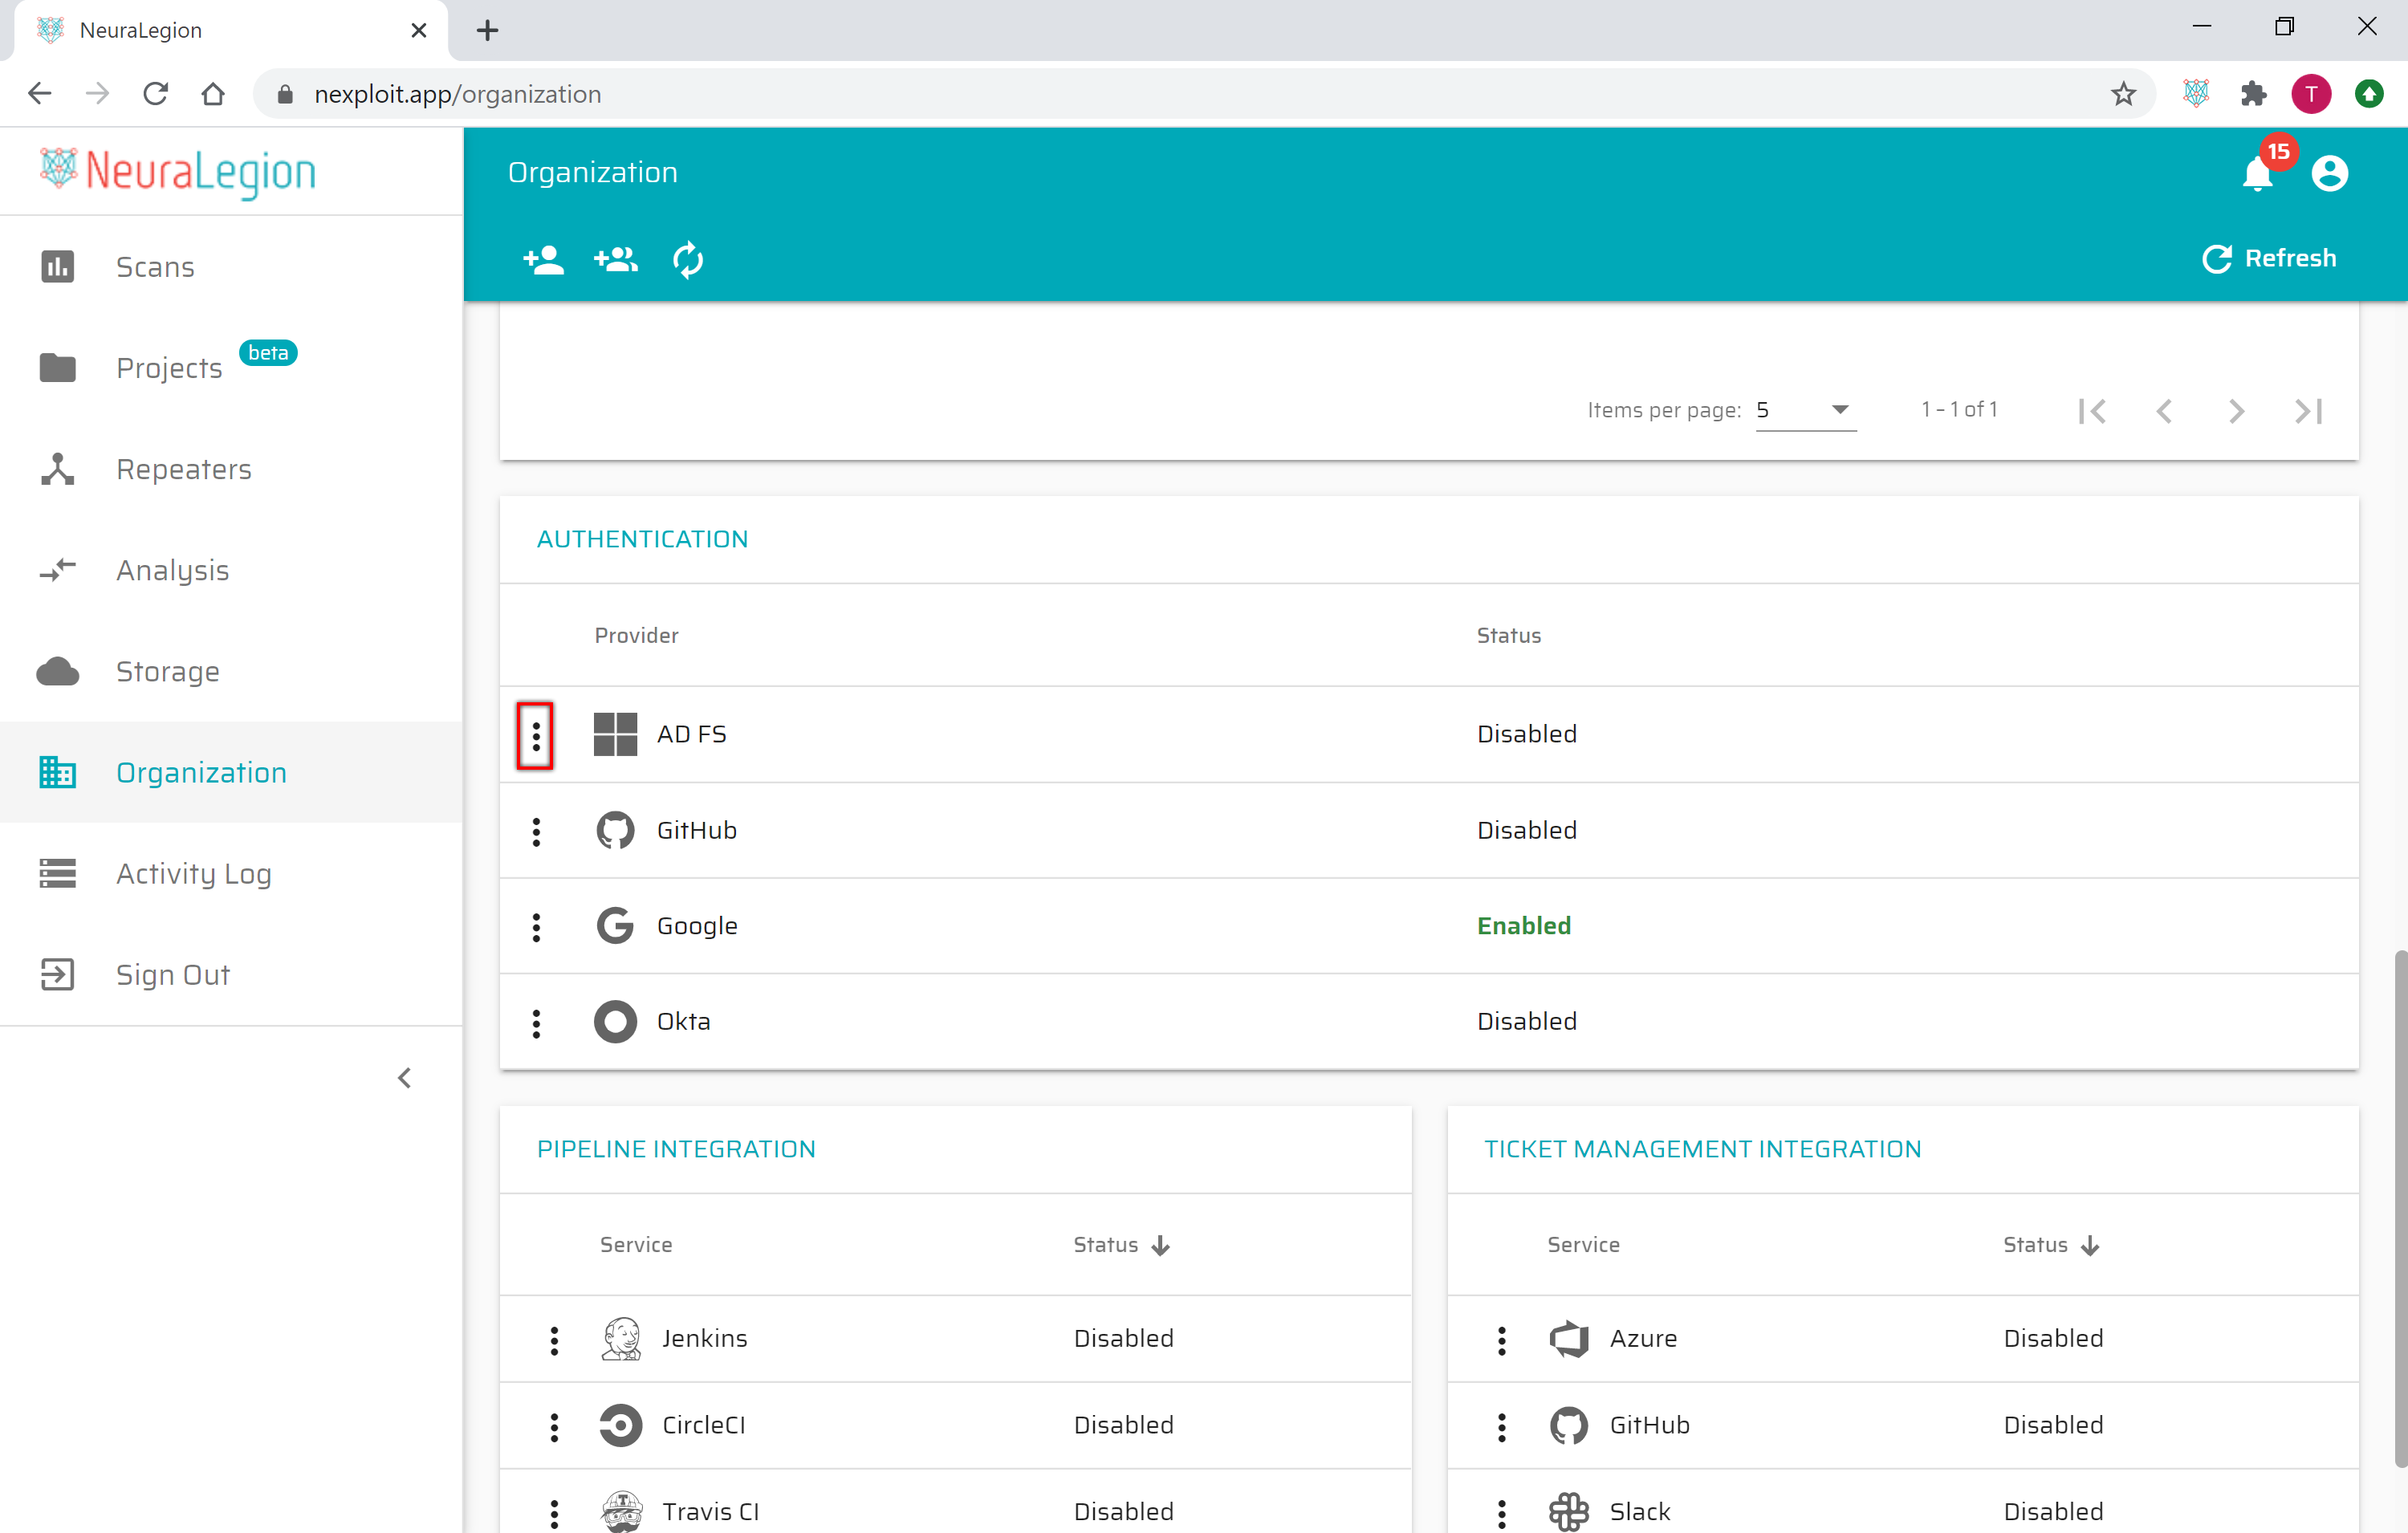 NeuraLegion
nexploit.app/organization
T
NeuraLegion
Organization
15
Refresh
Scans
Projects beta
Repeaters
Analysis
Storage
Organization
Activity Log
Sign Out
Items per page: 5 1 – 1 of 1
AUTHENTICATION
Provider Status
AD FS Disabled
GitHub Disabled
Google Enabled
Okta Disabled
PIPELINE INTEGRATION
Service Status
Jenkins Disabled
CircleCI Disabled
Travis CI Disabled
TICKET MANAGEMENT INTEGRATION
Service Status
Azure Disabled
GitHub Disabled
Slack Disabled